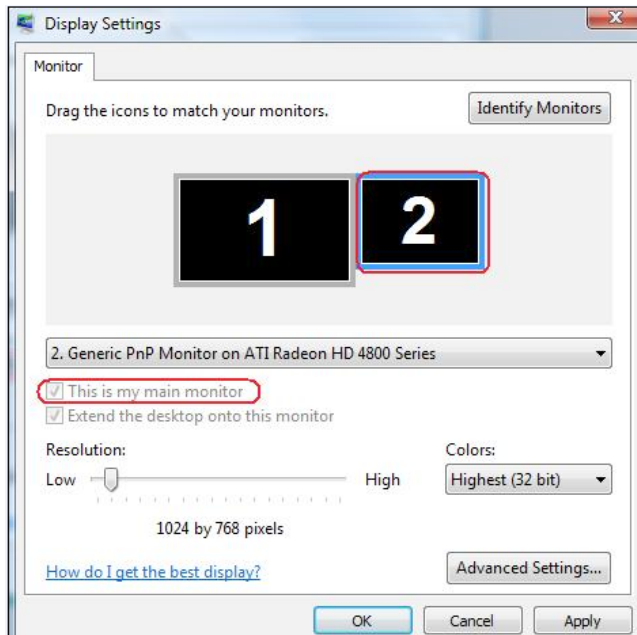 Display Settings
Monitor
Drag the icons to match your monitors.
Identify Monitors
1
2
2. Generic PnP Monitor on ATI Radeon HD 4800 Series
This is my main monitor
Extend the desktop onto this monitor
Resolution:
Colors:
Low
High
Highest (32 bit)
1024 by 768 pixels
How do I get the best display?
Advanced Settings...
OK
Cancel
Apply